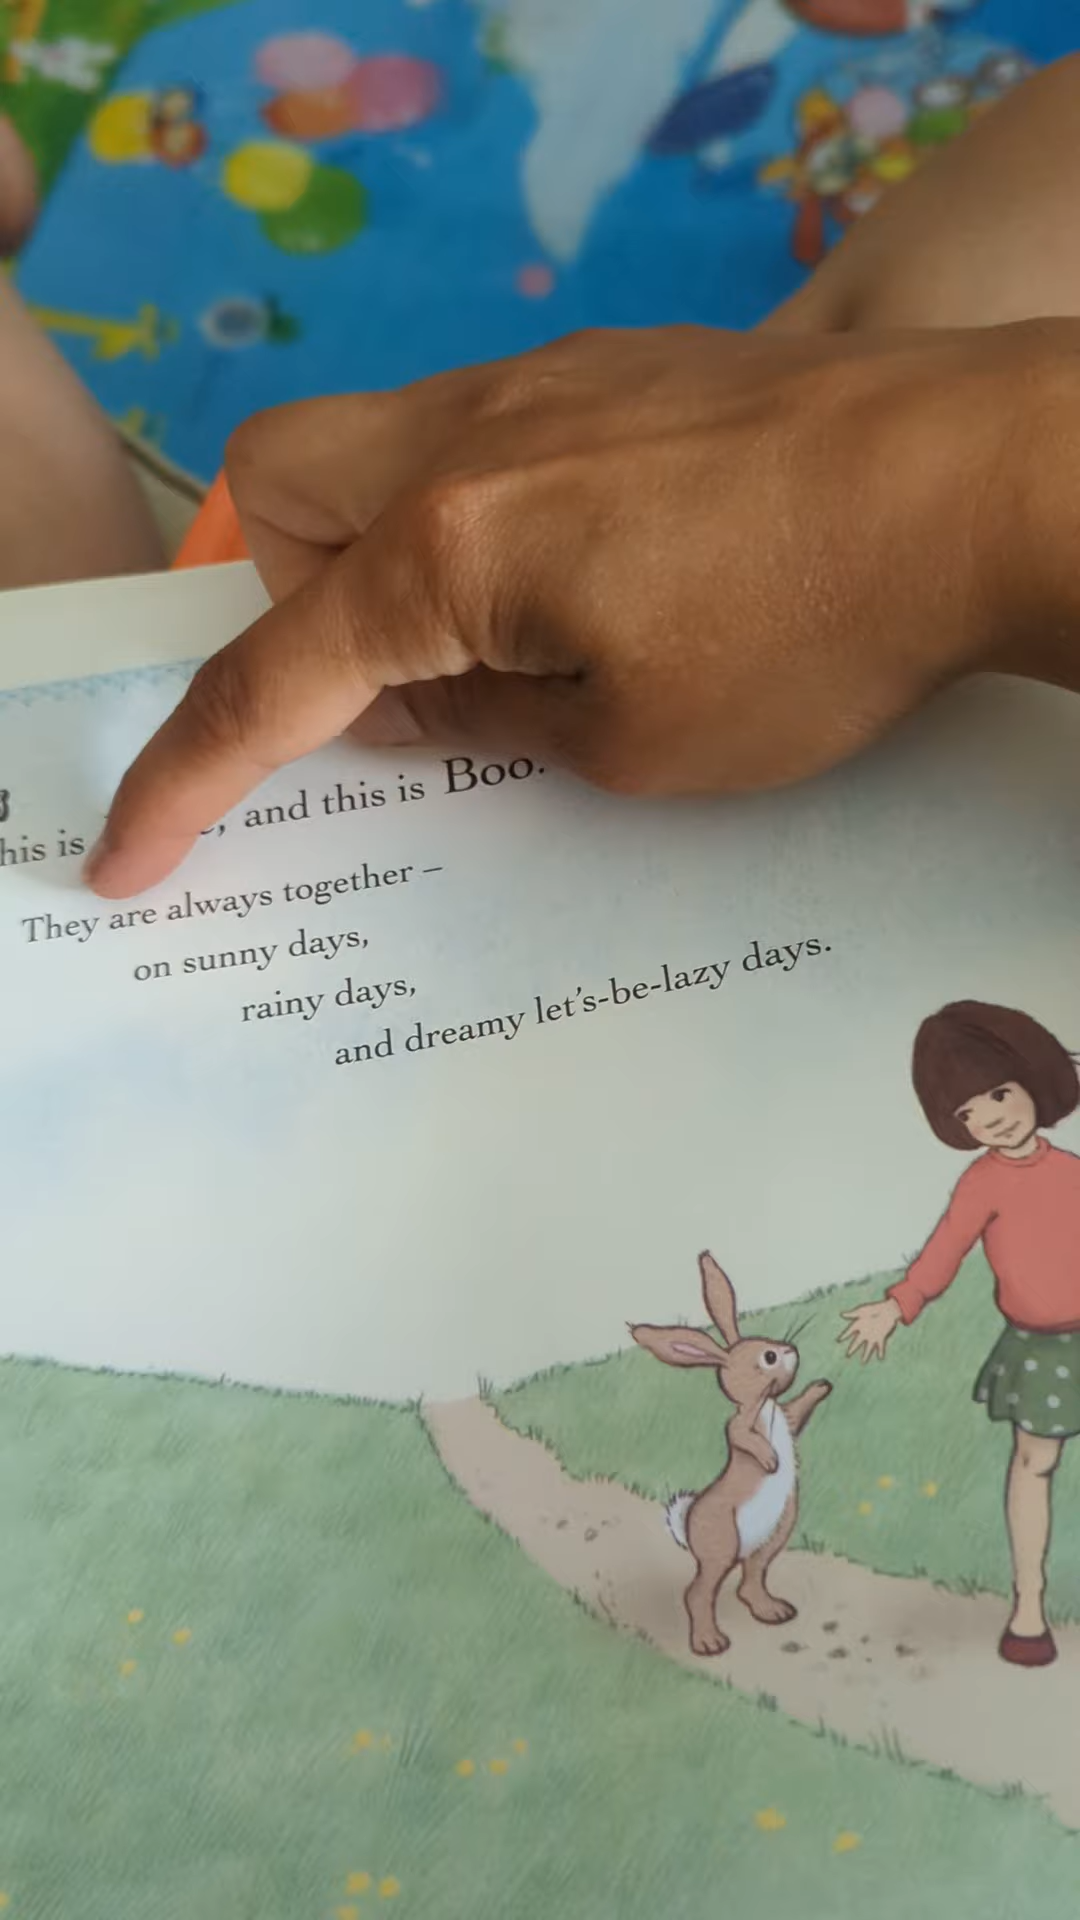 his is , and this is Boo.
They are always together –
on sunny days,
rainy days,
and dreamy let's-be-lazy days.